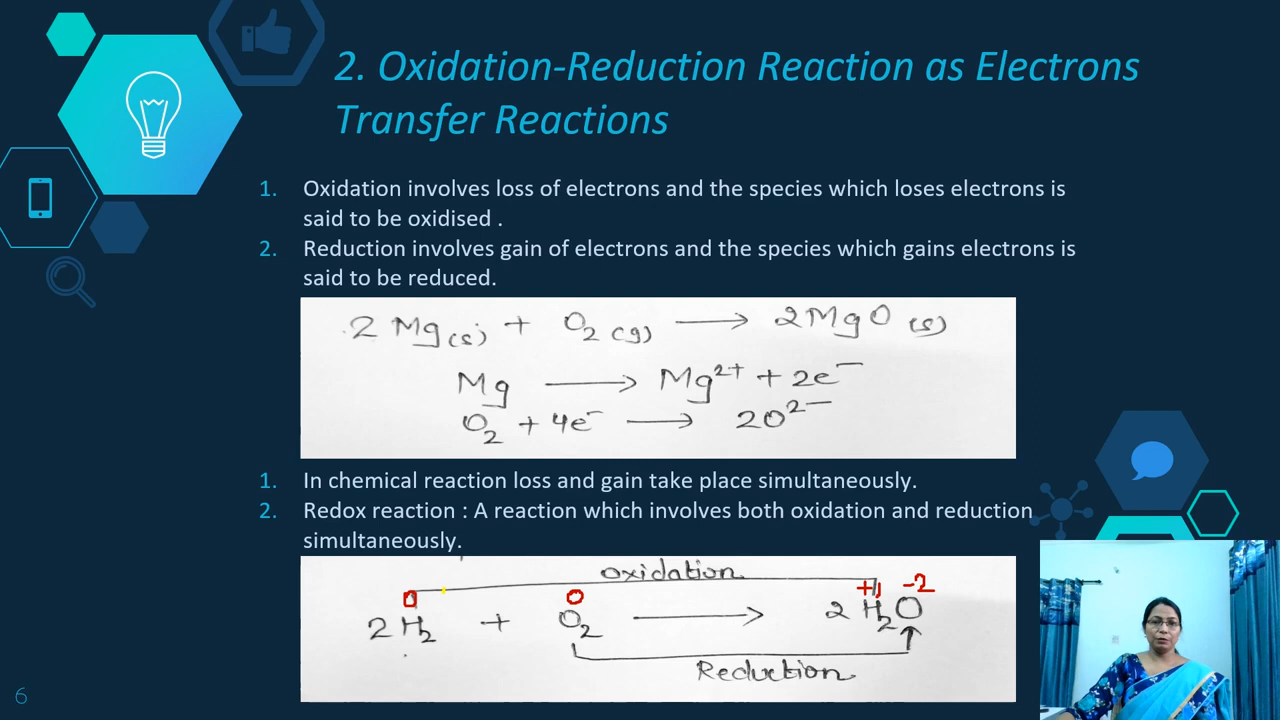 2. Oxidation-Reduction Reaction as Electrons
Transfer Reactions
1. Oxidation involves loss of electrons and the species which loses electrons is
said to be oxidised .
2. Reduction involves gain of electrons and the species which gains electrons is
said to be reduced.
2 Mg(s) + O₂ (g) ⟶ 2MgO (s)
Mg ⟶ Mg²⁺ + 2e⁻
O₂ + 4e⁻ ⟶ 2O²⁻
1. In chemical reaction loss and gain take place simultaneously.
2. Redox reaction : A reaction which involves both oxidation and reduction
simultaneously.
oxidation
0 0 +1 -2
2 H₂ + O₂ ⟶ 2 H₂O
Reduction
6